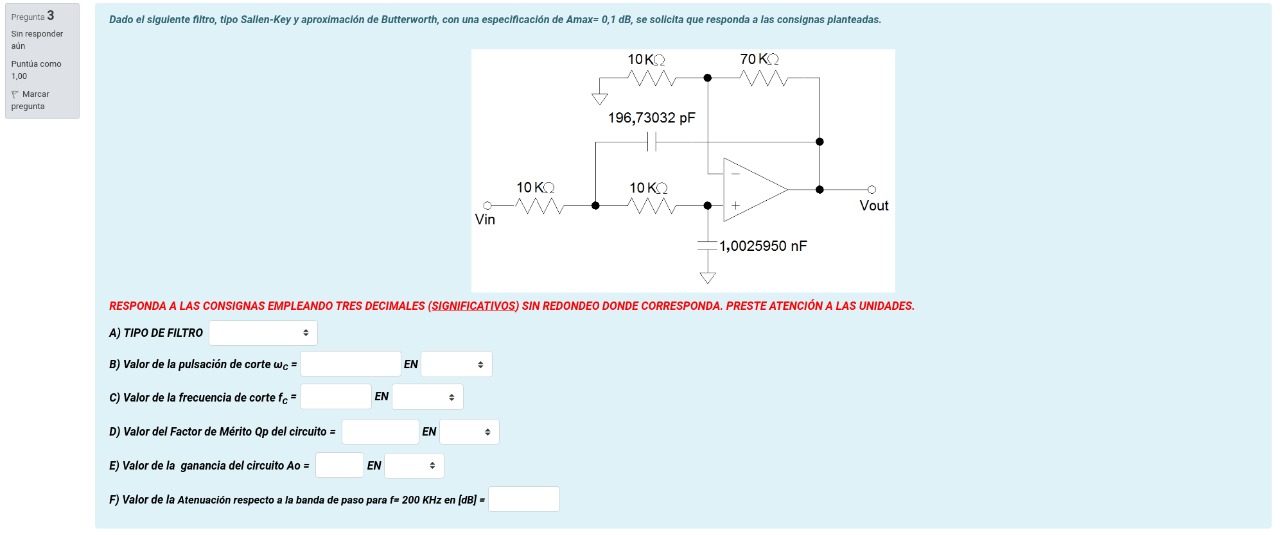 Pregunta 3
Sin responder
aún
Puntúa como
1,00
Marcar
pregunta
Dado el siguiente filtro, tipo Sallen-Key y aproximación de Butterworth, con una especificación de Amax= 0,1 dB, se solicita que responda a las consignas planteadas.
10 KΩ
70 KΩ
196,73032 pF
10 KΩ
10 KΩ
Vin
Vout
1,0025950 nF
RESPONDA A LAS CONSIGNAS EMPLEANDO TRES DECIMALES (SIGNIFICATIVOS) SIN REDONDEO DONDE CORRESPONDA. PRESTE ATENCIÓN A LAS UNIDADES.
A) TIPO DE FILTRO
B) Valor de la pulsación de corte ωC = EN
C) Valor de la frecuencia de corte fC = EN
D) Valor del Factor de Mérito Qp del circuito = EN
E) Valor de la ganancia del circuito Ao = EN
F) Valor de la Atenuación respecto a la banda de paso para f= 200 KHz en [dB] =